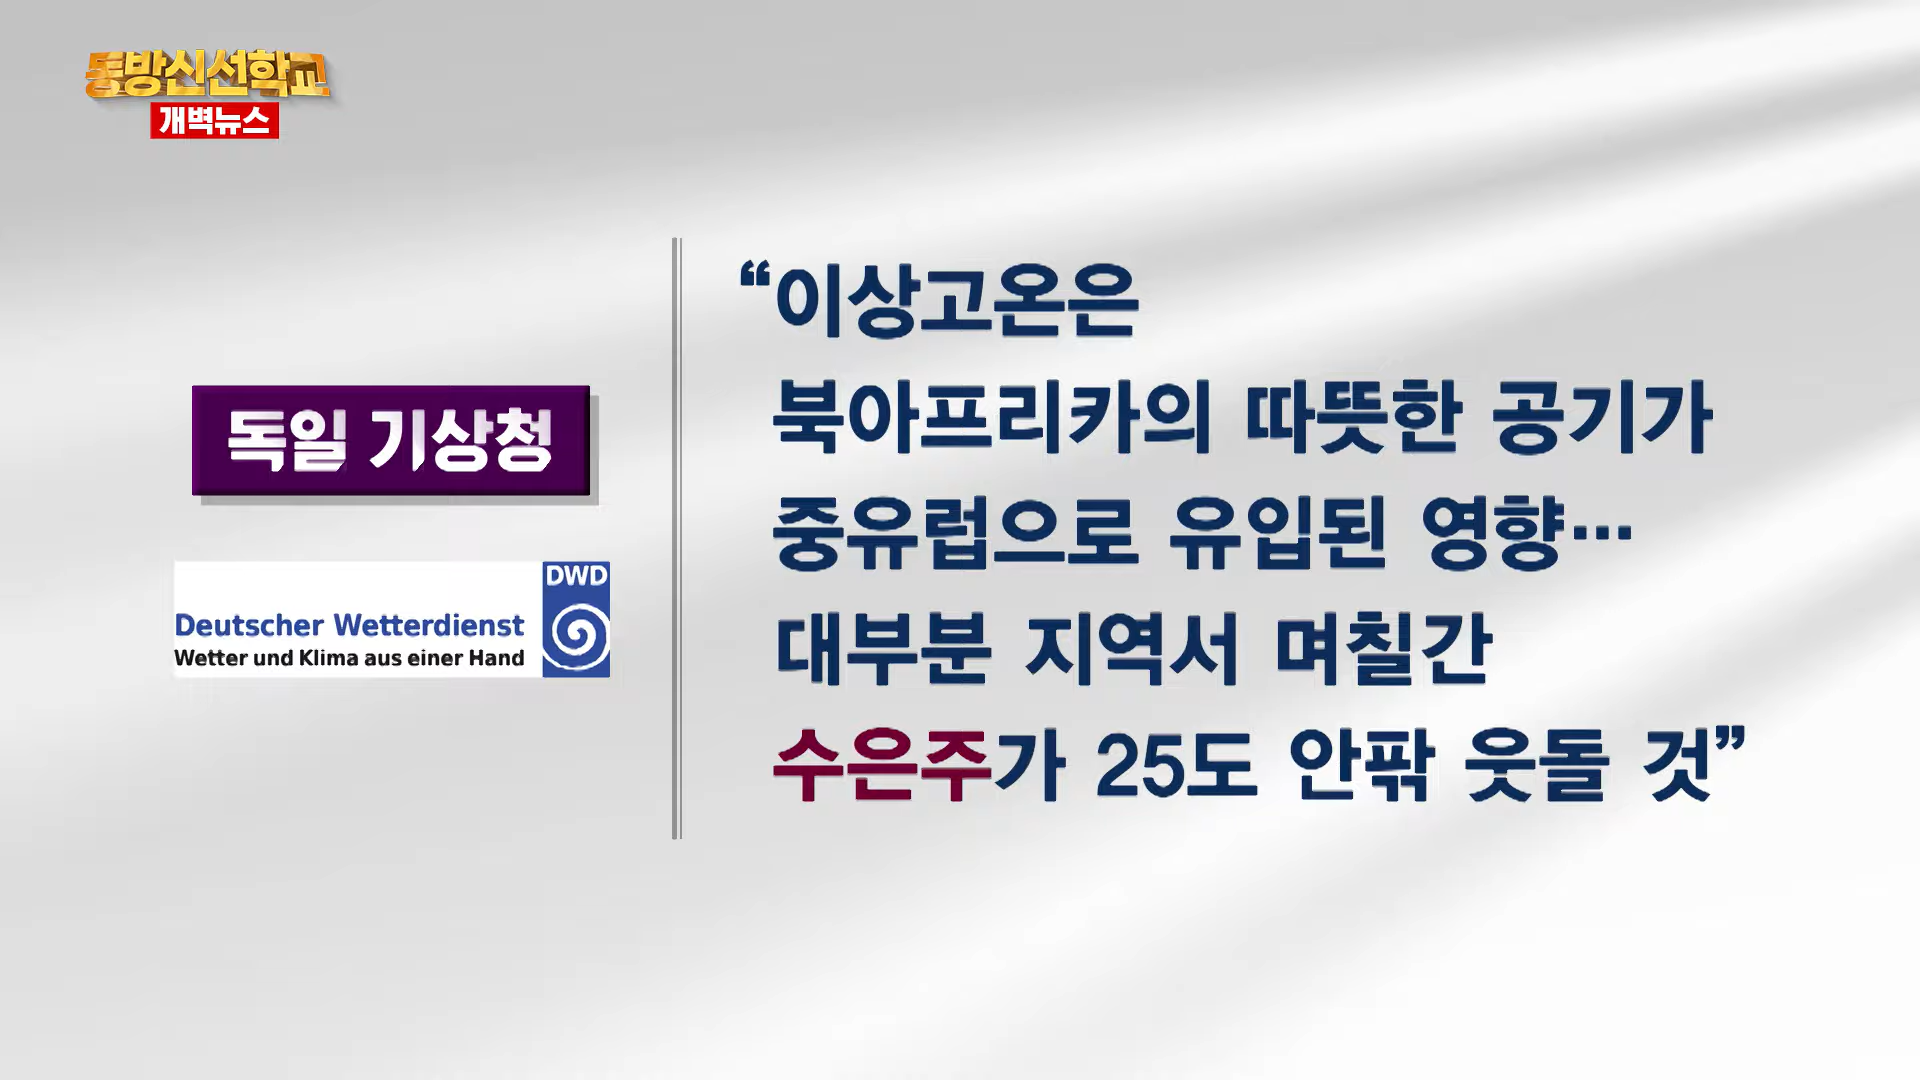 동방신선학교
개벽뉴스
독일 기상청
DWD
Deutscher Wetterdienst
Wetter und Klima aus einer Hand
“이상고온은
북아프리카의 따뜻한 공기가
중유럽으로 유입된 영향…
대부분 지역서 며칠간
수은주가 25도 안팎 웃돌 것”